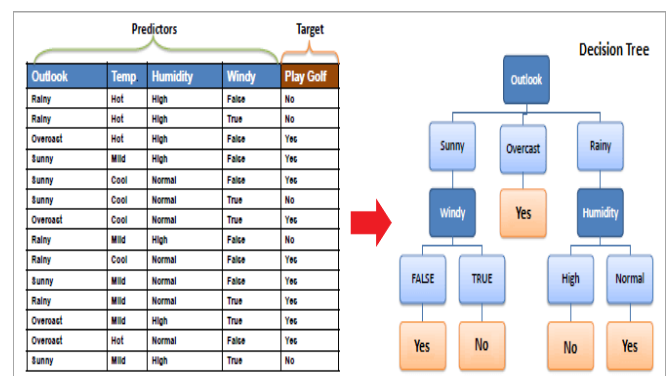 Predictors Target
Outlook Temp Humidity Windy Play Golf
Rainy Hot High False No
Rainy Hot High True No
Overoast Hot High False Yes
Sunny Mild High False Yes
Sunny Cool Normal False Yes
Sunny Cool Normal True No
Overoast Cool Normal True Yes
Rainy Mild High False No
Rainy Cool Normal False Yes
Sunny Mild Normal False Yes
Rainy Mild Normal True Yes
Overoast Mild High True Yes
Overoast Hot Normal False Yes
Sunny Mild High True No
Decision Tree
Outlook
Sunny Overcast Rainy
Windy Yes Humidity
FALSE TRUE High Normal
Yes No No Yes